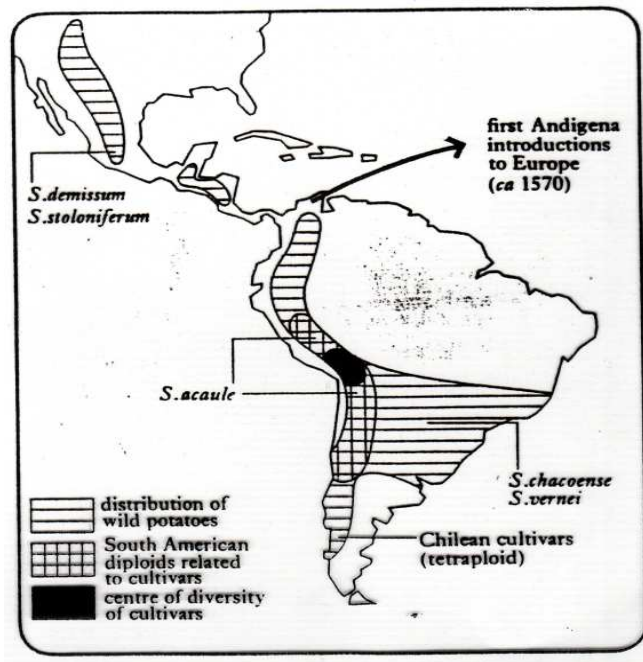 first Andigena
introductions
to Europe
(ca 1570)
S.demissum
S.stoloniferum
S.acaule
S.chacoense
S.vernei
Chilean cultivars
(tetraploid)
distribution of
wild potatoes
South American
diploids related
to cultivars
centre of diversity
of cultivars